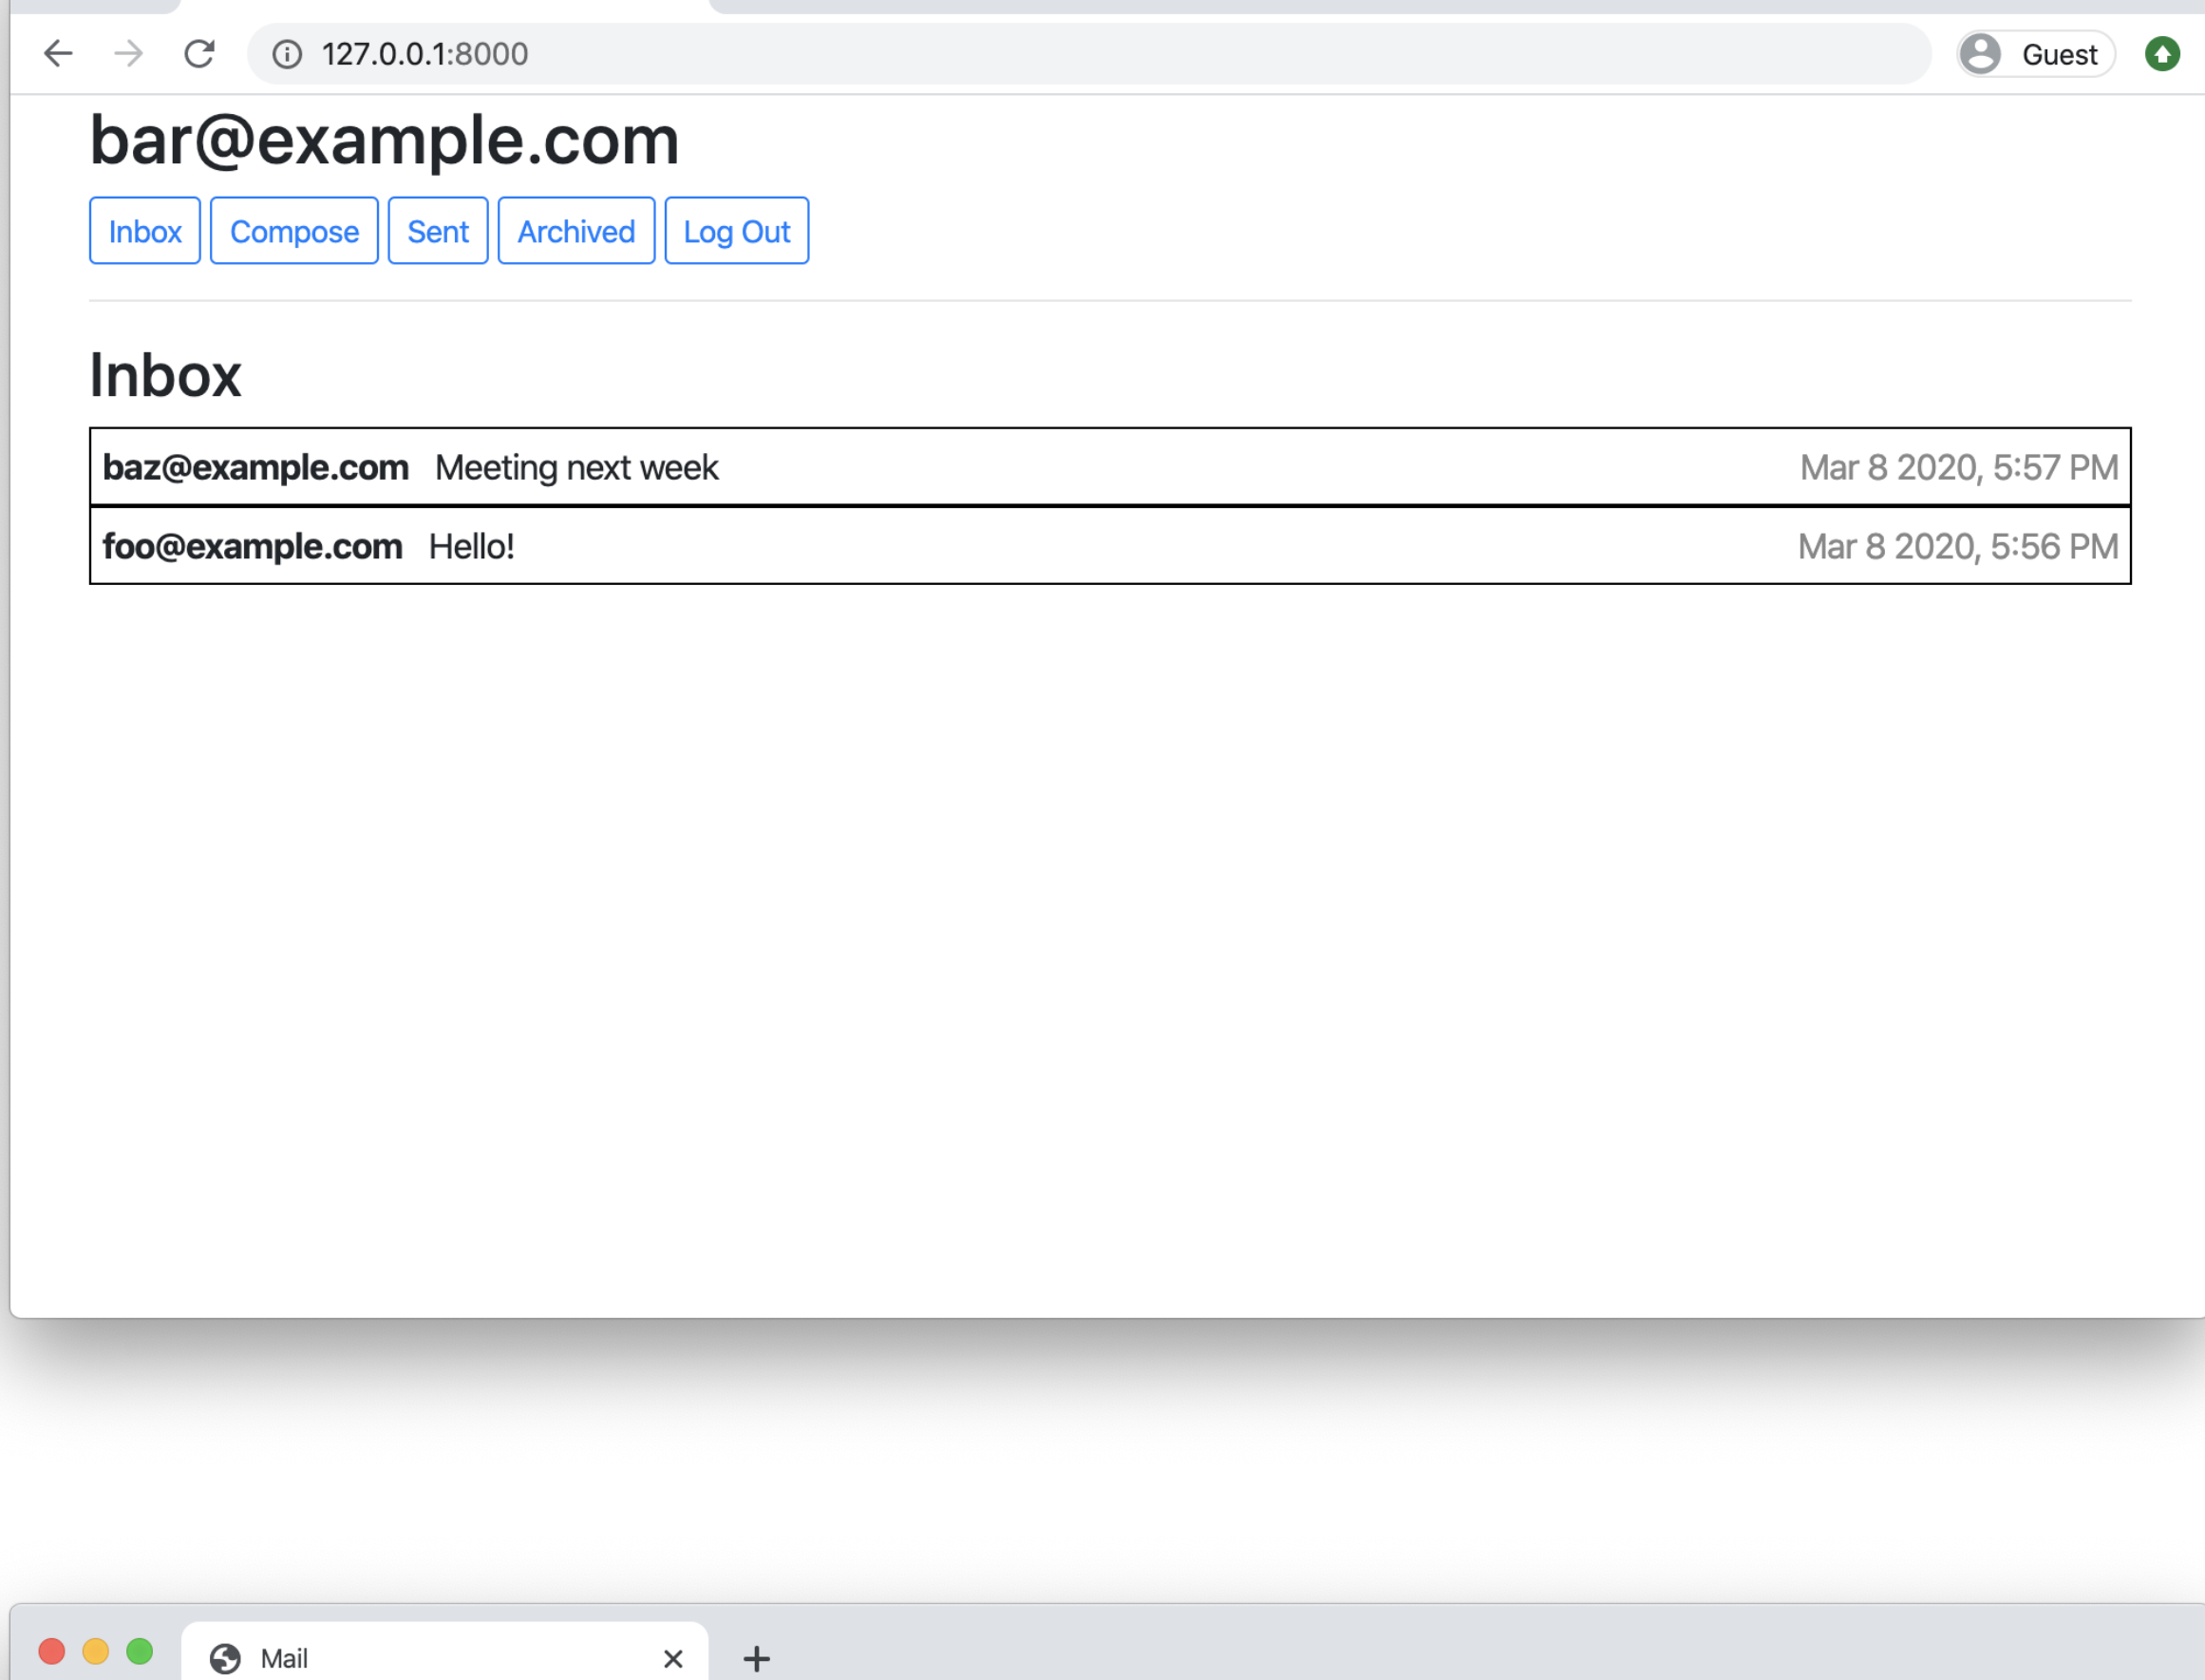 127.0.0.1:8000 Guest
bar@example.com
Inbox Compose Sent Archived Log Out
Inbox
baz@example.com Meeting next week Mar 8 2020, 5:57 PM
foo@example.com Hello! Mar 8 2020, 5:56 PM
Mail